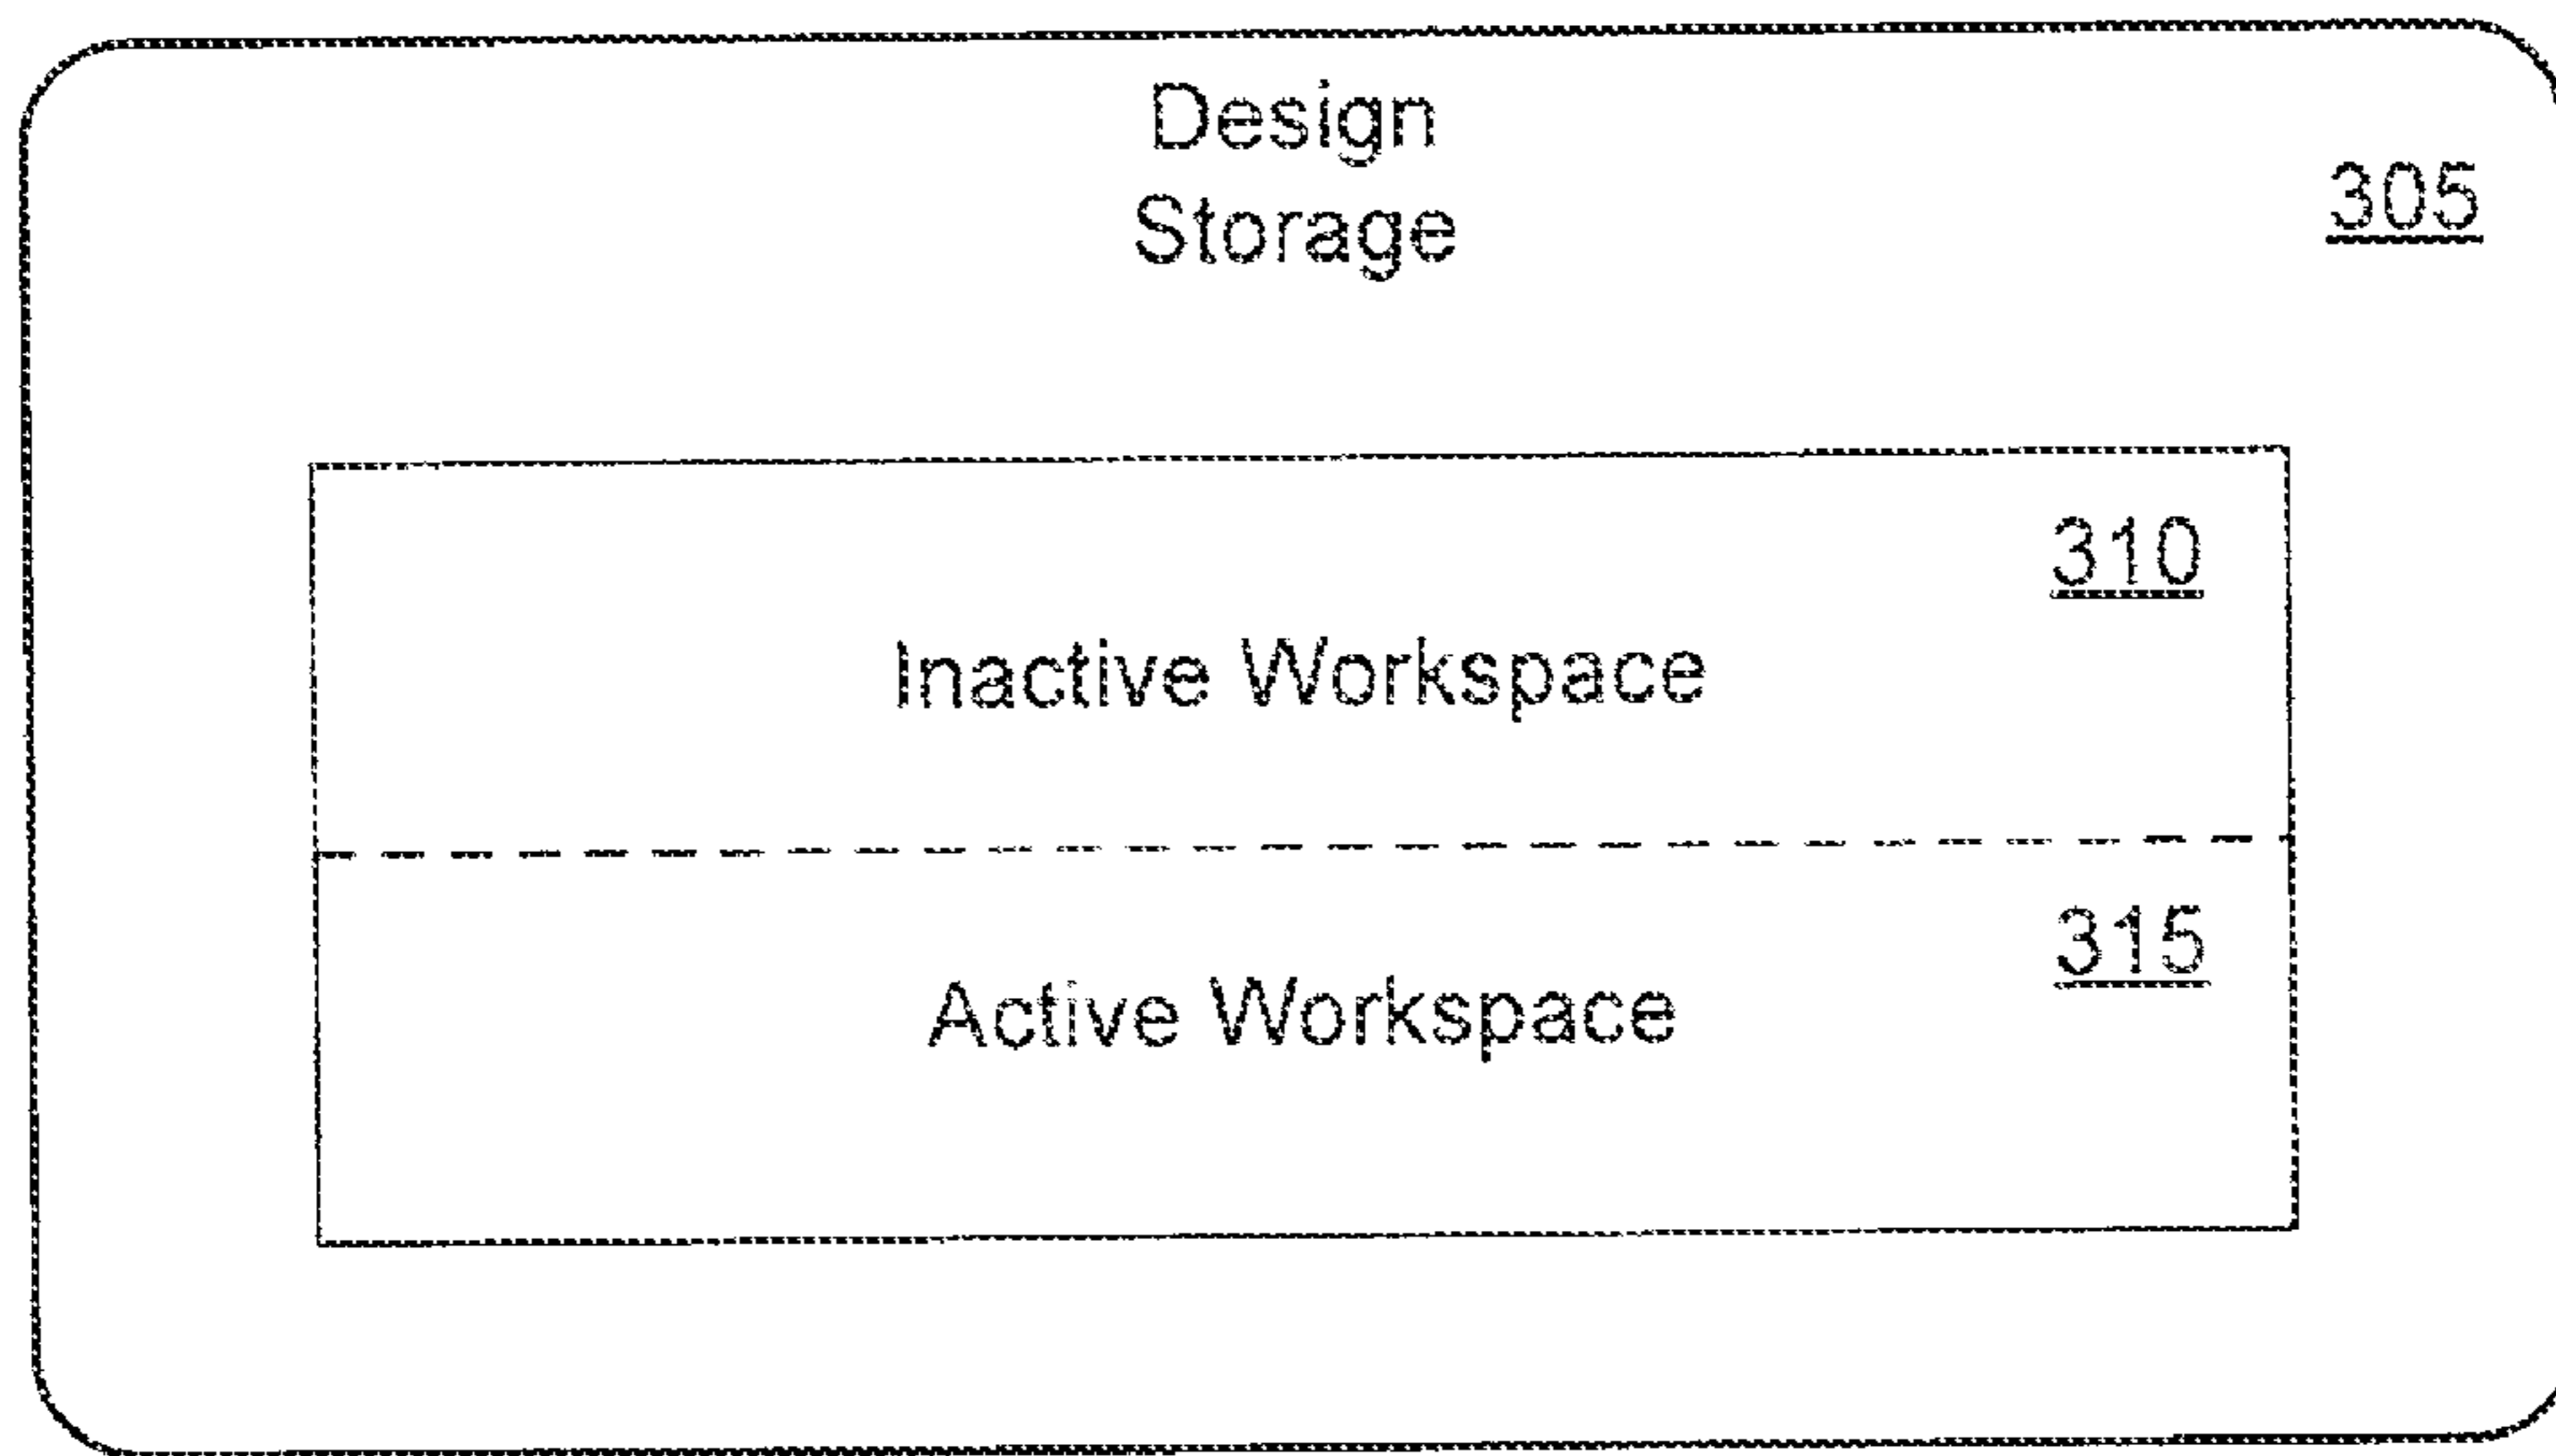 Design
Storage
305
310
Inactive Workspace
315
Active Workspace